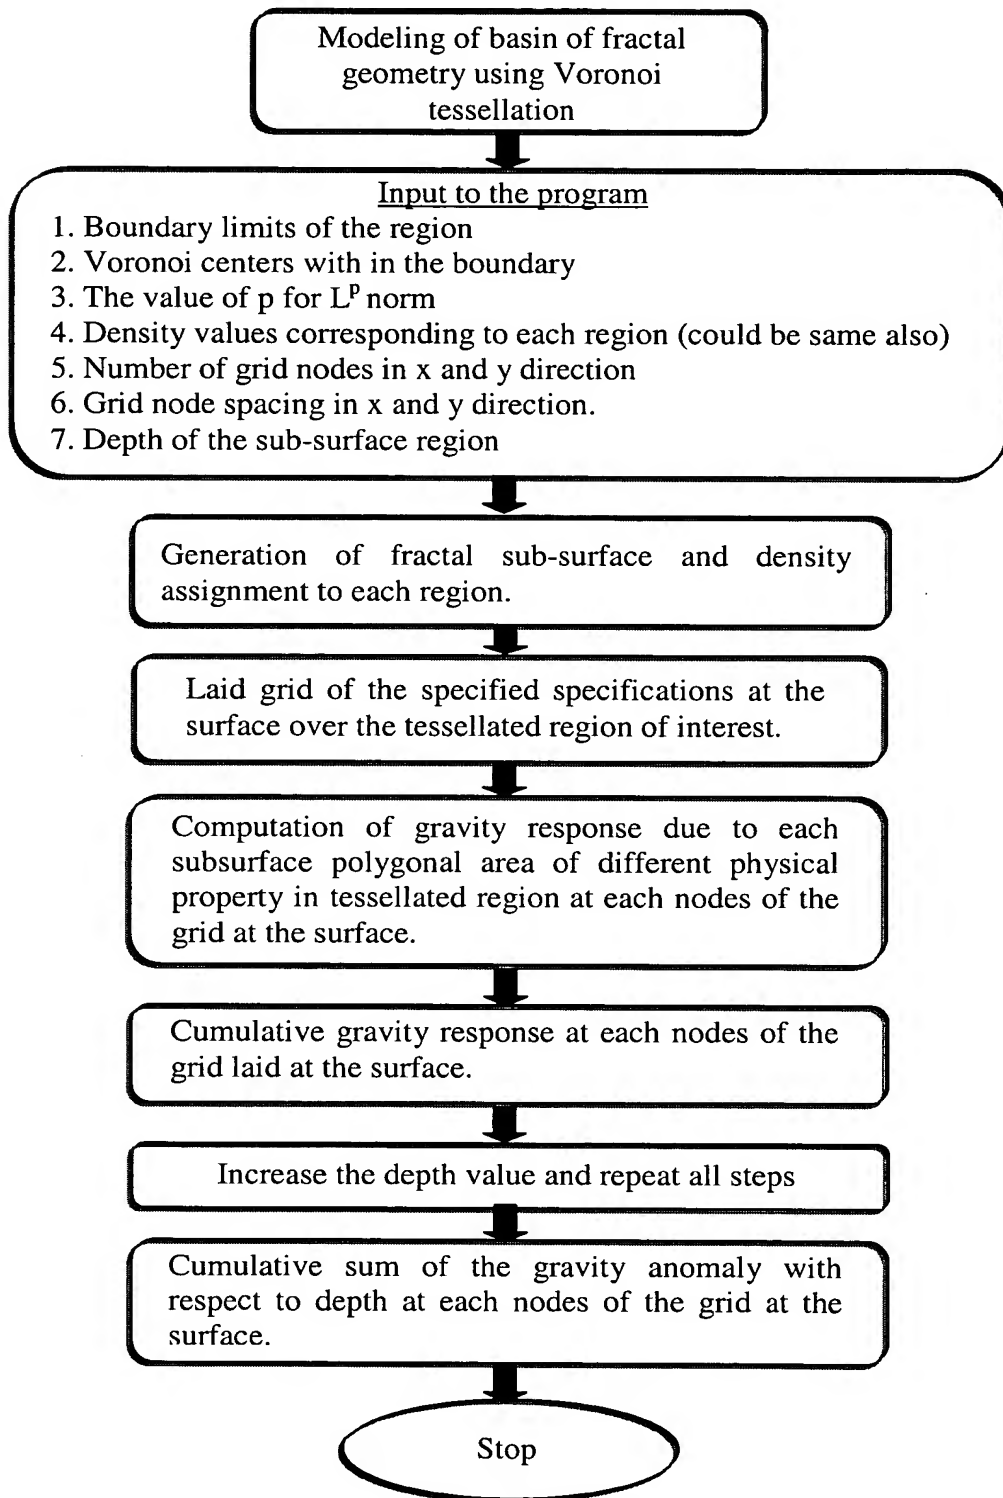 Modeling of basin of fractal
geometry using Voronoi
tessellation
Input to the program
1. Boundary limits of the region
2. Voronoi centers with in the boundary
3. The value of p for Lᵖ norm
4. Density values corresponding to each region (could be same also)
5. Number of grid nodes in x and y direction
6. Grid node spacing in x and y direction.
7. Depth of the sub-surface region
Generation of fractal sub-surface and density
assignment to each region.
Laid grid of the specified specifications at the
surface over the tessellated region of interest.
Computation of gravity response due to each
subsurface polygonal area of different physical
property in tessellated region at each nodes of the
grid at the surface.
Cumulative gravity response at each nodes of the
grid laid at the surface.
Increase the depth value and repeat all steps
Cumulative sum of the gravity anomaly with
respect to depth at each nodes of the grid at the
surface.
Stop